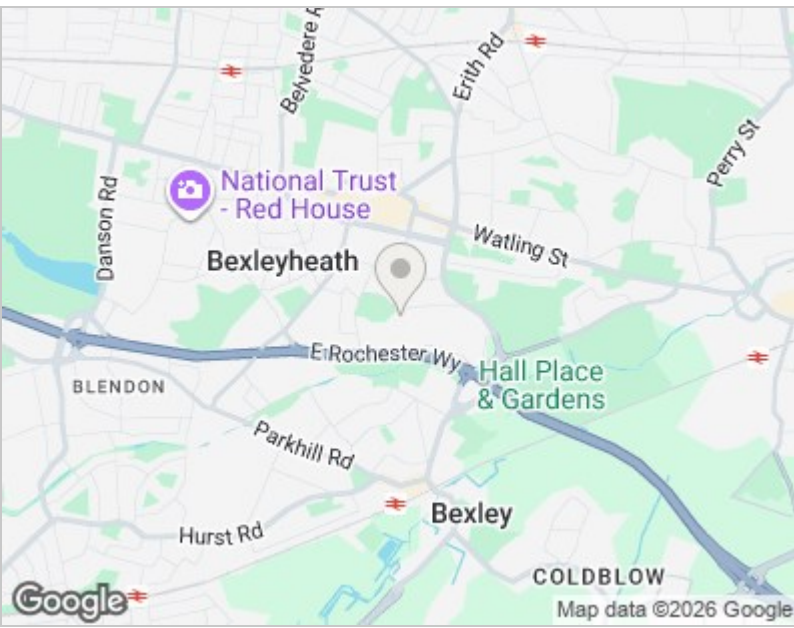 Belvedere R
Erith Rd
Perry St
Danson Rd
National Trust
- Red House
Watling St
Bexleyheath
E Rochester Wy
BLENDON
Hall Place
& Gardens
Parkhill Rd
Bexley
Hurst Rd
COLDBLOW
Google
Map data ©2026 Google